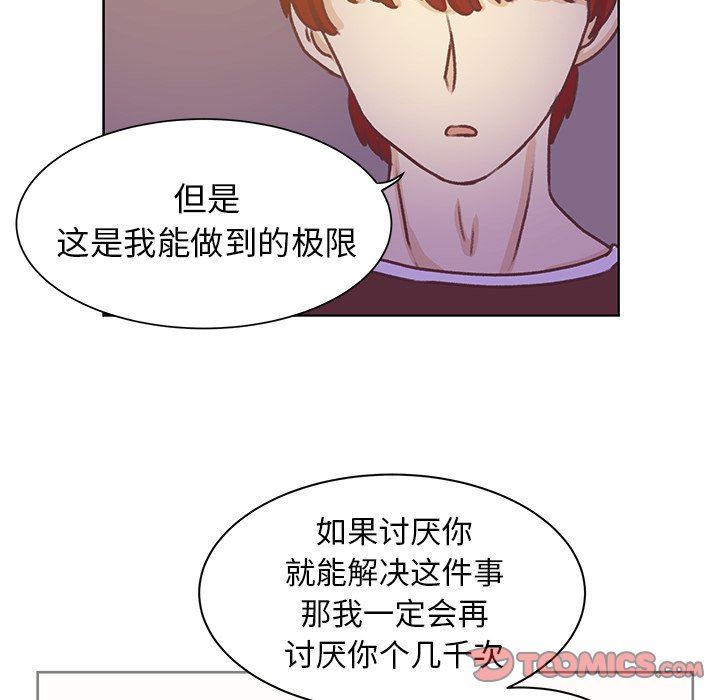 但是
这是我能做到的极限
如果讨厌你
就能解决这件事
那我一定会再
讨厌你个几千次
TCOMICS.COM